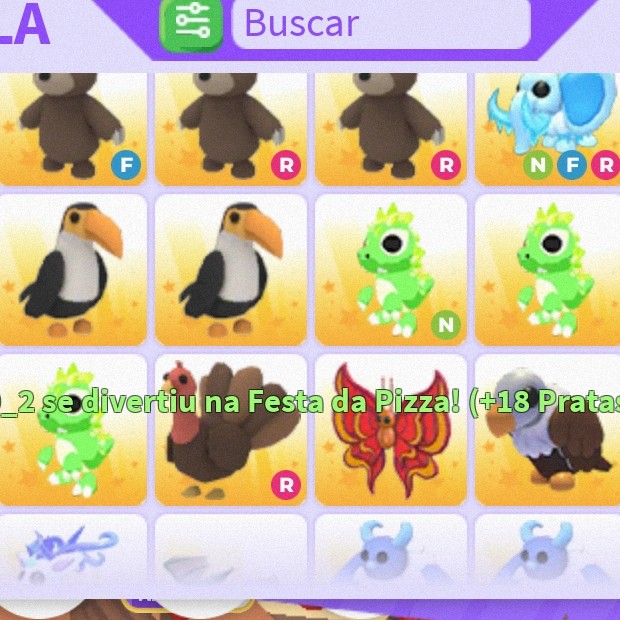 LA
Buscar
F
R
R
N F R
N
_2 se divertiu na Festa da Pizza! (+18 Pratas
R